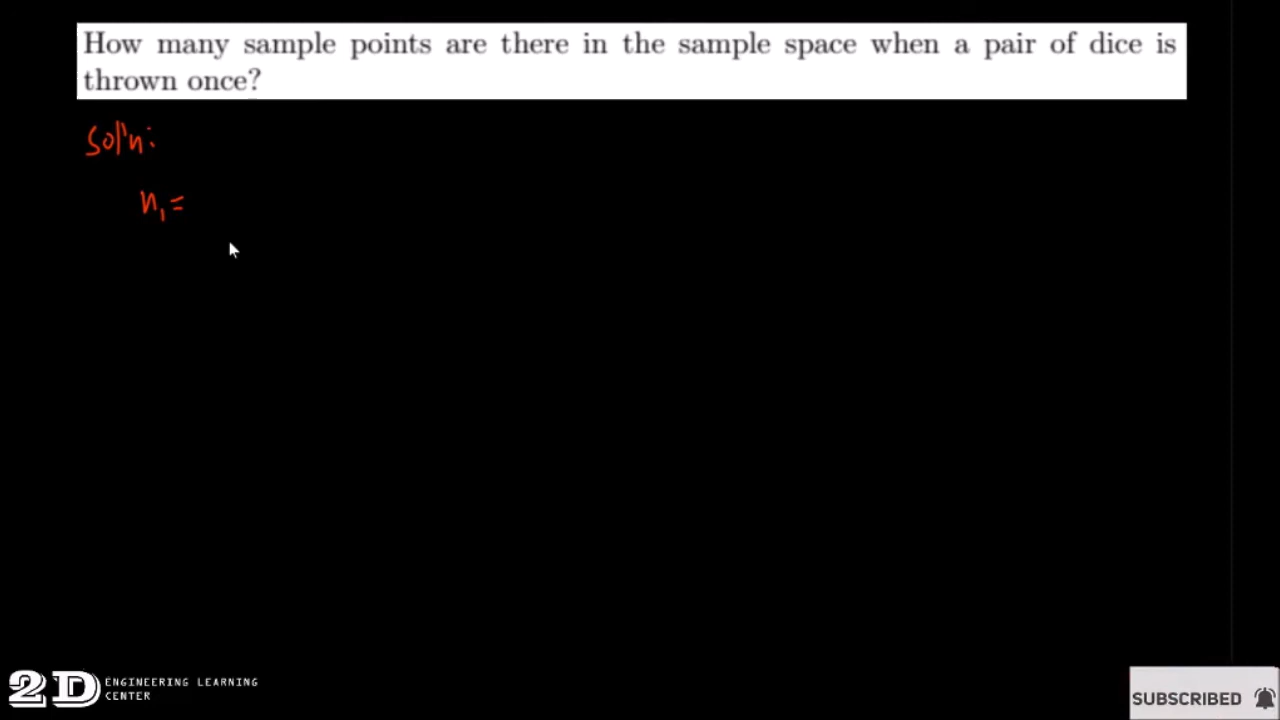 How many sample points are there in the sample space when a pair of dice is
thrown once?
Sol'n:
n₁ =
2D ENGINEERING LEARNING
CENTER
SUBSCRIBED